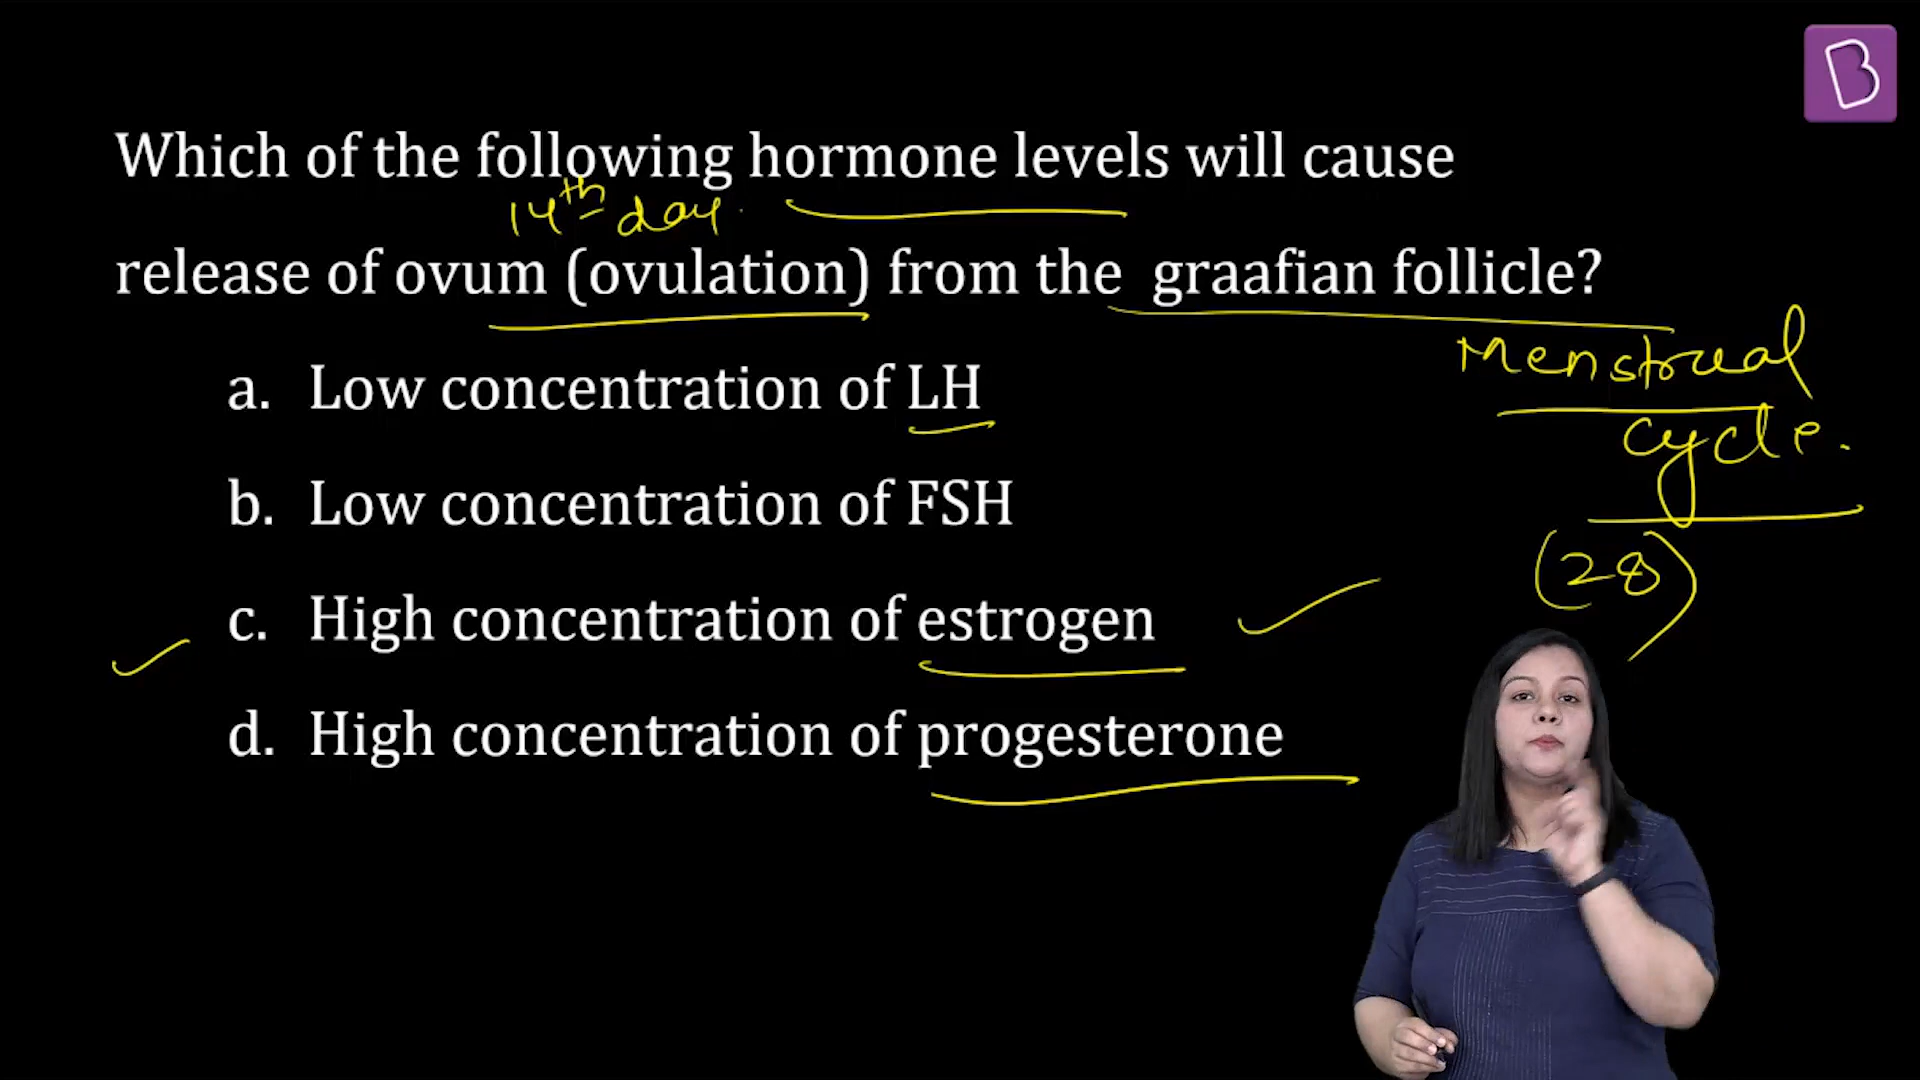 B
Which of the following hormone levels will cause
14th day
release of ovum (ovulation) from the graafian follicle?
Menstrual
cycle.
(28)
a. Low concentration of LH
b. Low concentration of FSH
c. High concentration of estrogen
d. High concentration of progesterone